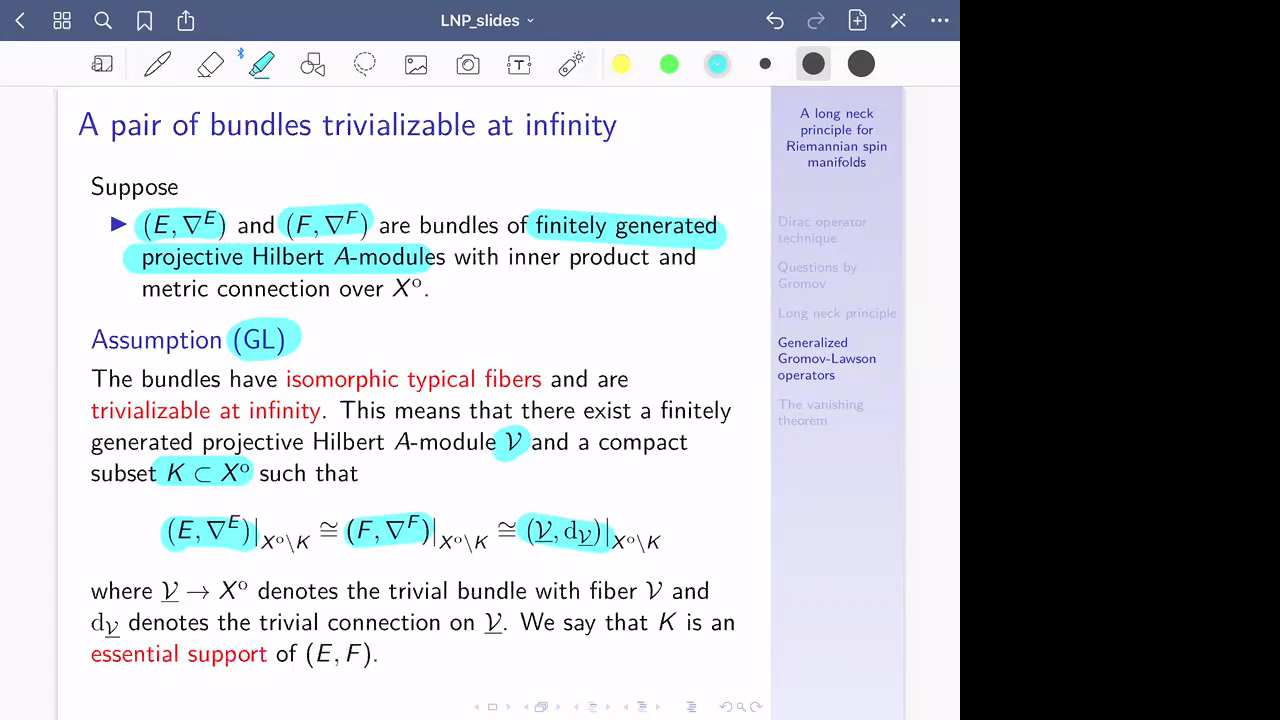 LNP_slides
A pair of bundles trivializable at infinity
Suppose
▶ (E, ∇^E) and (F, ∇^F) are bundles of finitely generated
projective Hilbert A-modules with inner product and
metric connection over X°.
Assumption (GL)
The bundles have isomorphic typical fibers and are
trivializable at infinity. This means that there exist a finitely
generated projective Hilbert A-module 𝒱 and a compact
subset K ⊂ X° such that
(E, ∇^E)|_{X°\K} ≅ (F, ∇^F)|_{X°\K} ≅ (𝒱̲, d_𝒱̲)|_{X°\K}
where 𝒱̲ → X° denotes the trivial bundle with fiber 𝒱 and
d_𝒱̲ denotes the trivial connection on 𝒱̲. We say that K is an
essential support of (E, F).
A long neck
principle for
Riemannian spin
manifolds
Dirac operator
technique
Questions by
Gromov
Long neck principle
Generalized
Gromov-Lawson
operators
The vanishing
theorem